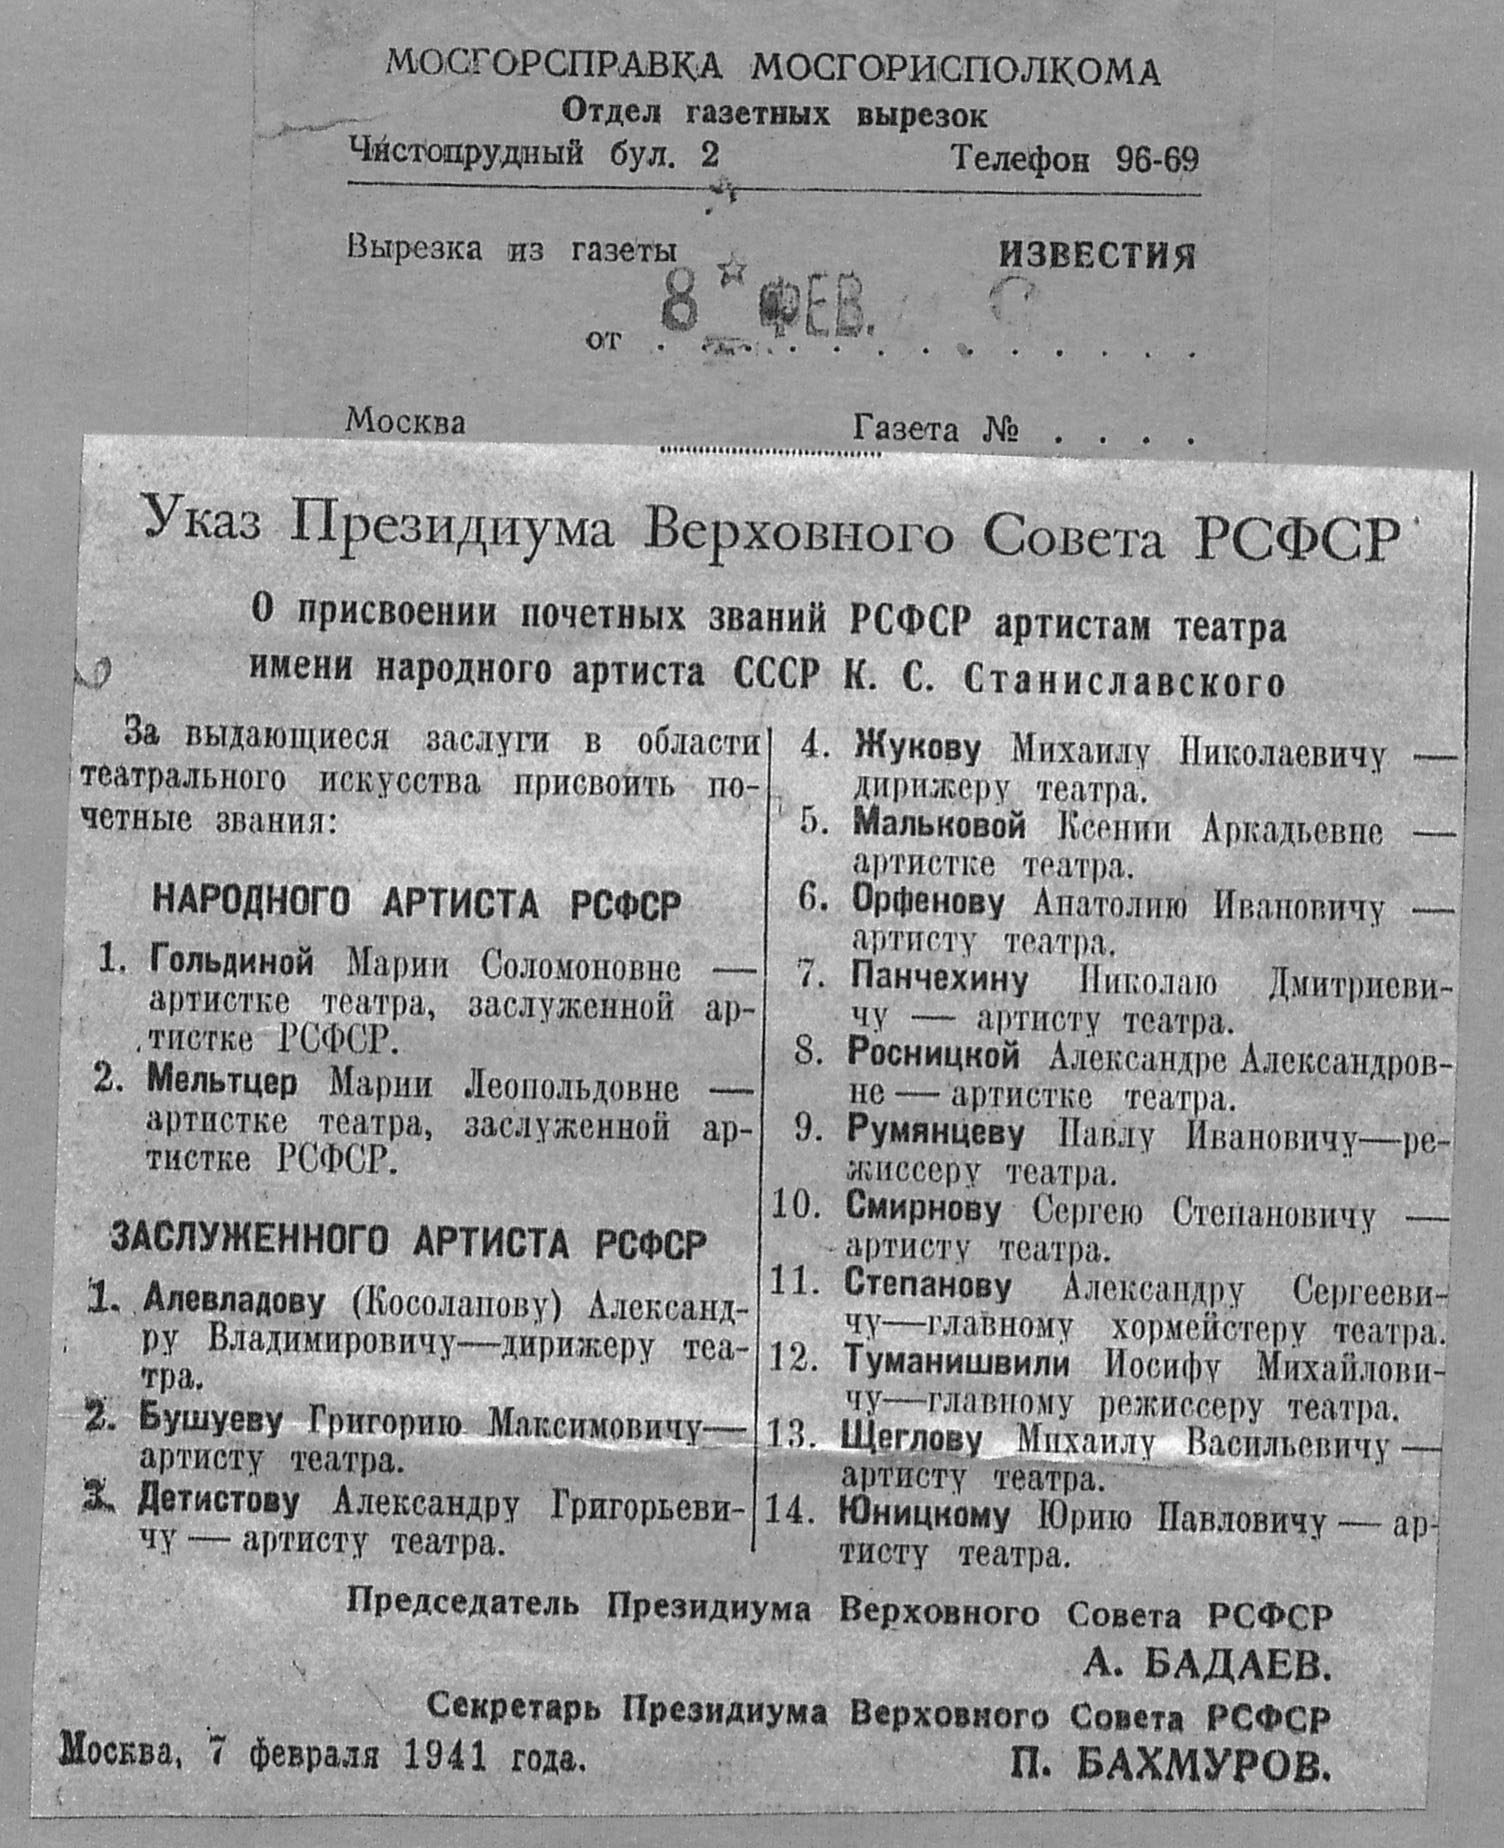 МОСГОРСПРАВКА МОСГОРИСПОЛКОМА
Отдел газетных вырезок
Чистопрудный бул. 2 Телефон 96-69
Вырезка из газеты ИЗВЕСТИЯ
8 ФЕВ.
от . . . . . . . . . . . . .
Москва Газета № . . . .
Указ Президиума Верховного Совета РСФСР
О присвоении почетных званий РСФСР артистам театра
имени народного артиста СССР К. С. Станиславского
За выдающиеся заслуги в области
театрального искусства присвоить по-
четные звания:
НАРОДНОГО АРТИСТА РСФСР
1. Гольдиной Марии Соломоновне —
артистке театра, заслуженной ар-
тистке РСФСР.
2. Мельтцер Марии Леопольдовне —
артистке театра, заслуженной ар-
тистке РСФСР.
ЗАСЛУЖЕННОГО АРТИСТА РСФСР
1. Алевладову (Косолапову) Александ-
ру Владимировичу—дирижеру теа-
тра.
2. Бушуеву Григорию Максимовичу—
артисту театра.
3. Детистову Александру Григорьеви-
чу — артисту театра.
4. Жукову Михаилу Николаевичу —
дирижеру театра.
5. Мальковой Ксении Аркадьевне —
артистке театра.
6. Орфенову Анатолию Ивановичу —
артисту театра.
7. Панчехину Николаю Дмитриеви-
чу — артисту театра.
8. Росницкой Александре Александров-
не — артистке театра.
9. Румянцеву Павлу Ивановичу—ре-
жиссеру театра.
10. Смирнову Сергею Степановичу —
артисту театра.
11. Степанову Александру Сергееви-
чу—главному хормейстеру театра.
12. Туманишвили Иосифу Михайлови-
чу—главному режиссеру театра.
13. Щеглову Михаилу Васильевичу —
артисту театра.
14. Юницкому Юрию Павловичу — ар-
тисту театра.
Председатель Президиума Верховного Совета РСФСР
А. БАДАЕВ.
Секретарь Президиума Верховного Совета РСФСР
П. БАХМУРОВ.
Москва, 7 февраля 1941 года.